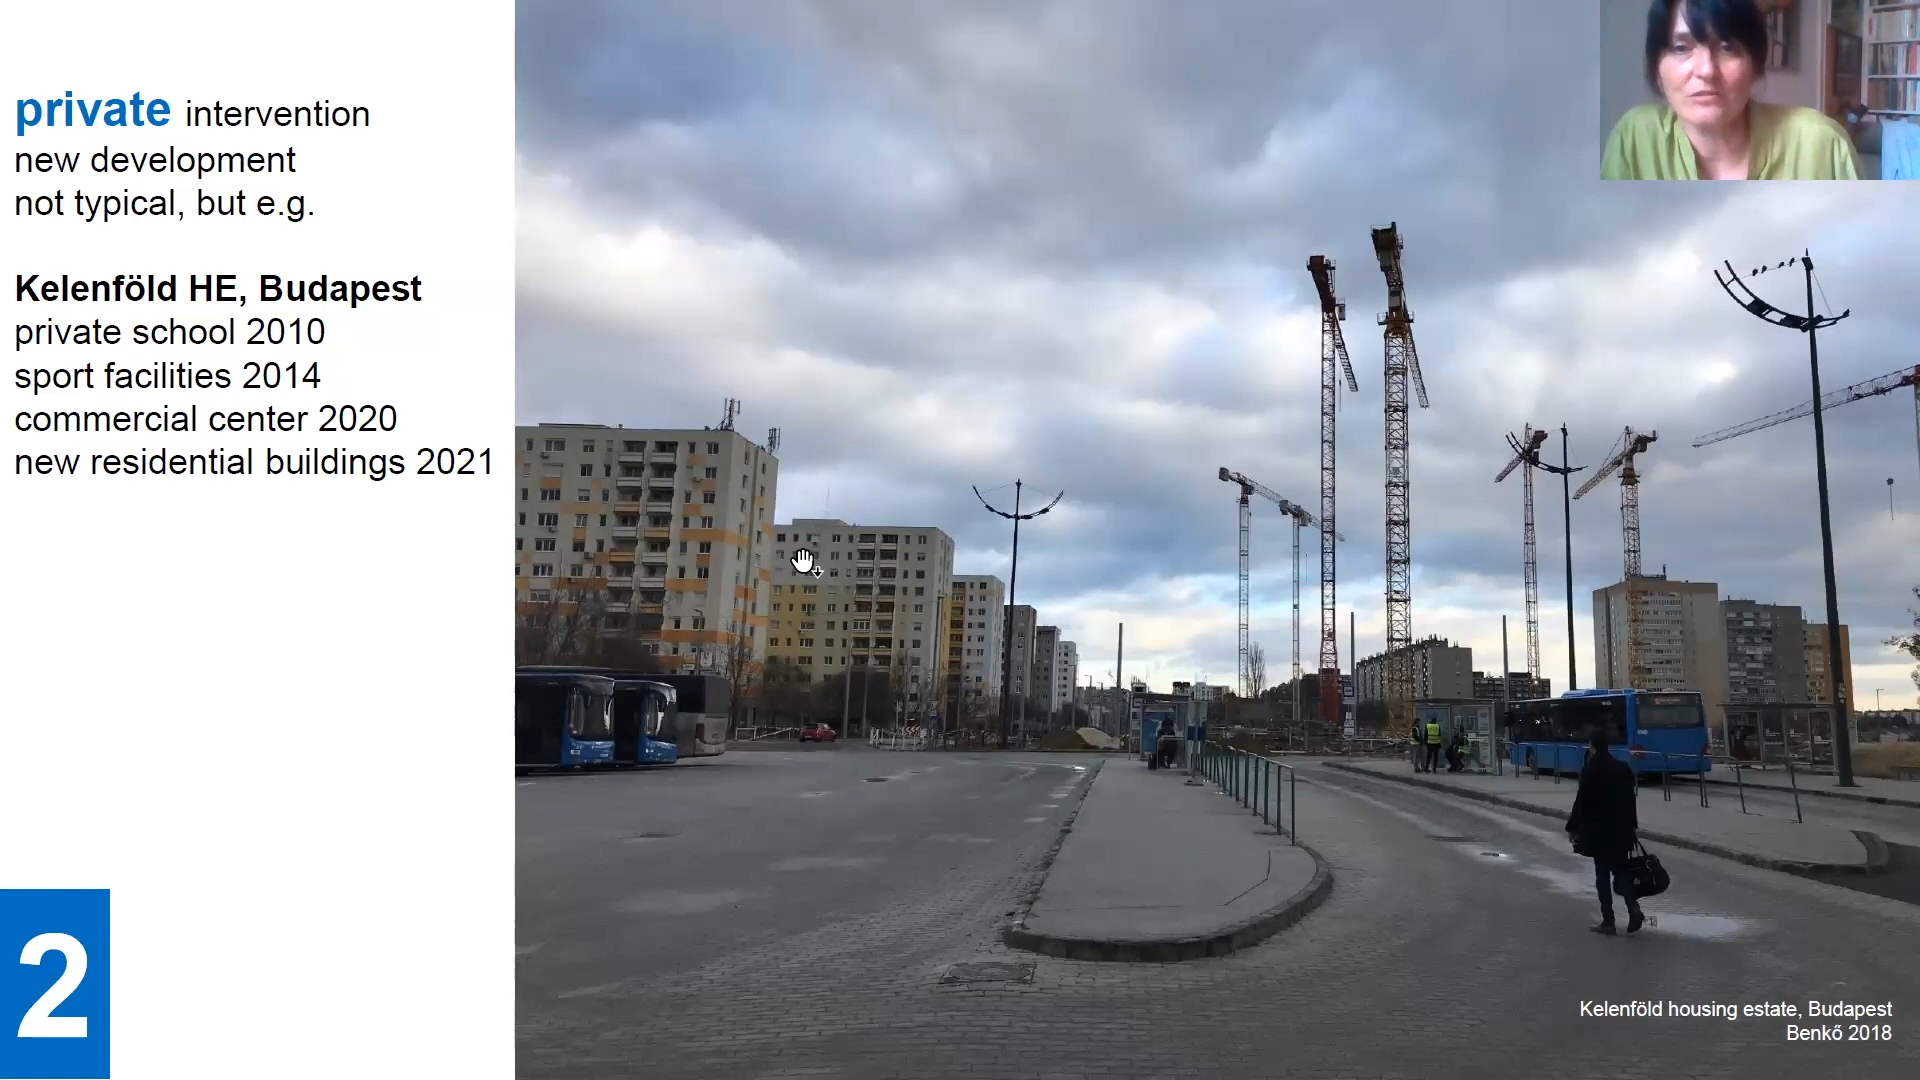 private intervention
new development
not typical, but e.g.
Kelenföld HE, Budapest
private school 2010
sport facilities 2014
commercial center 2020
new residential buildings 2021
2
Kelenföld housing estate, Budapest
Benkő 2018